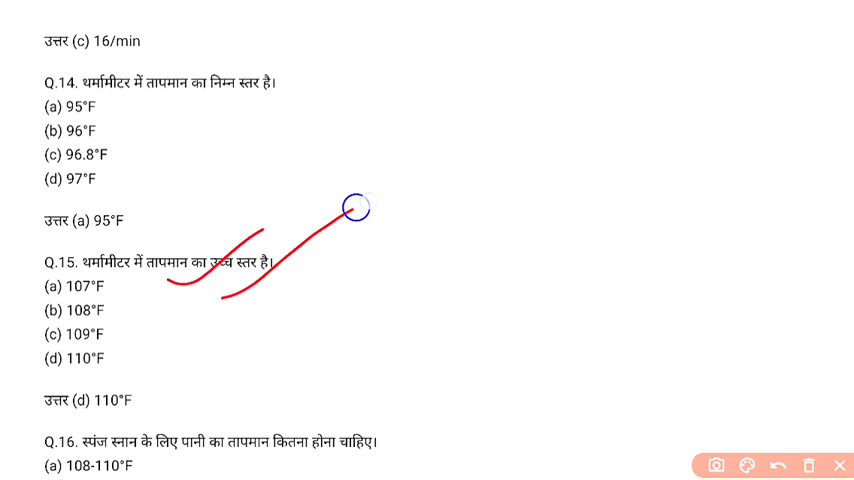 उत्तर (c) 16/min
Q.14. थर्मामीटर में तापमान का निम्न स्तर है।
(a) 95°F
(b) 96°F
(c) 96.8°F
(d) 97°F
उत्तर (a) 95°F
Q.15. थर्मामीटर में तापमान का उच्च स्तर है।
(a) 107°F
(b) 108°F
(c) 109°F
(d) 110°F
उत्तर (d) 110°F
Q.16. स्पंज स्नान के लिए पानी का तापमान कितना होना चाहिए।
(a) 108-110°F